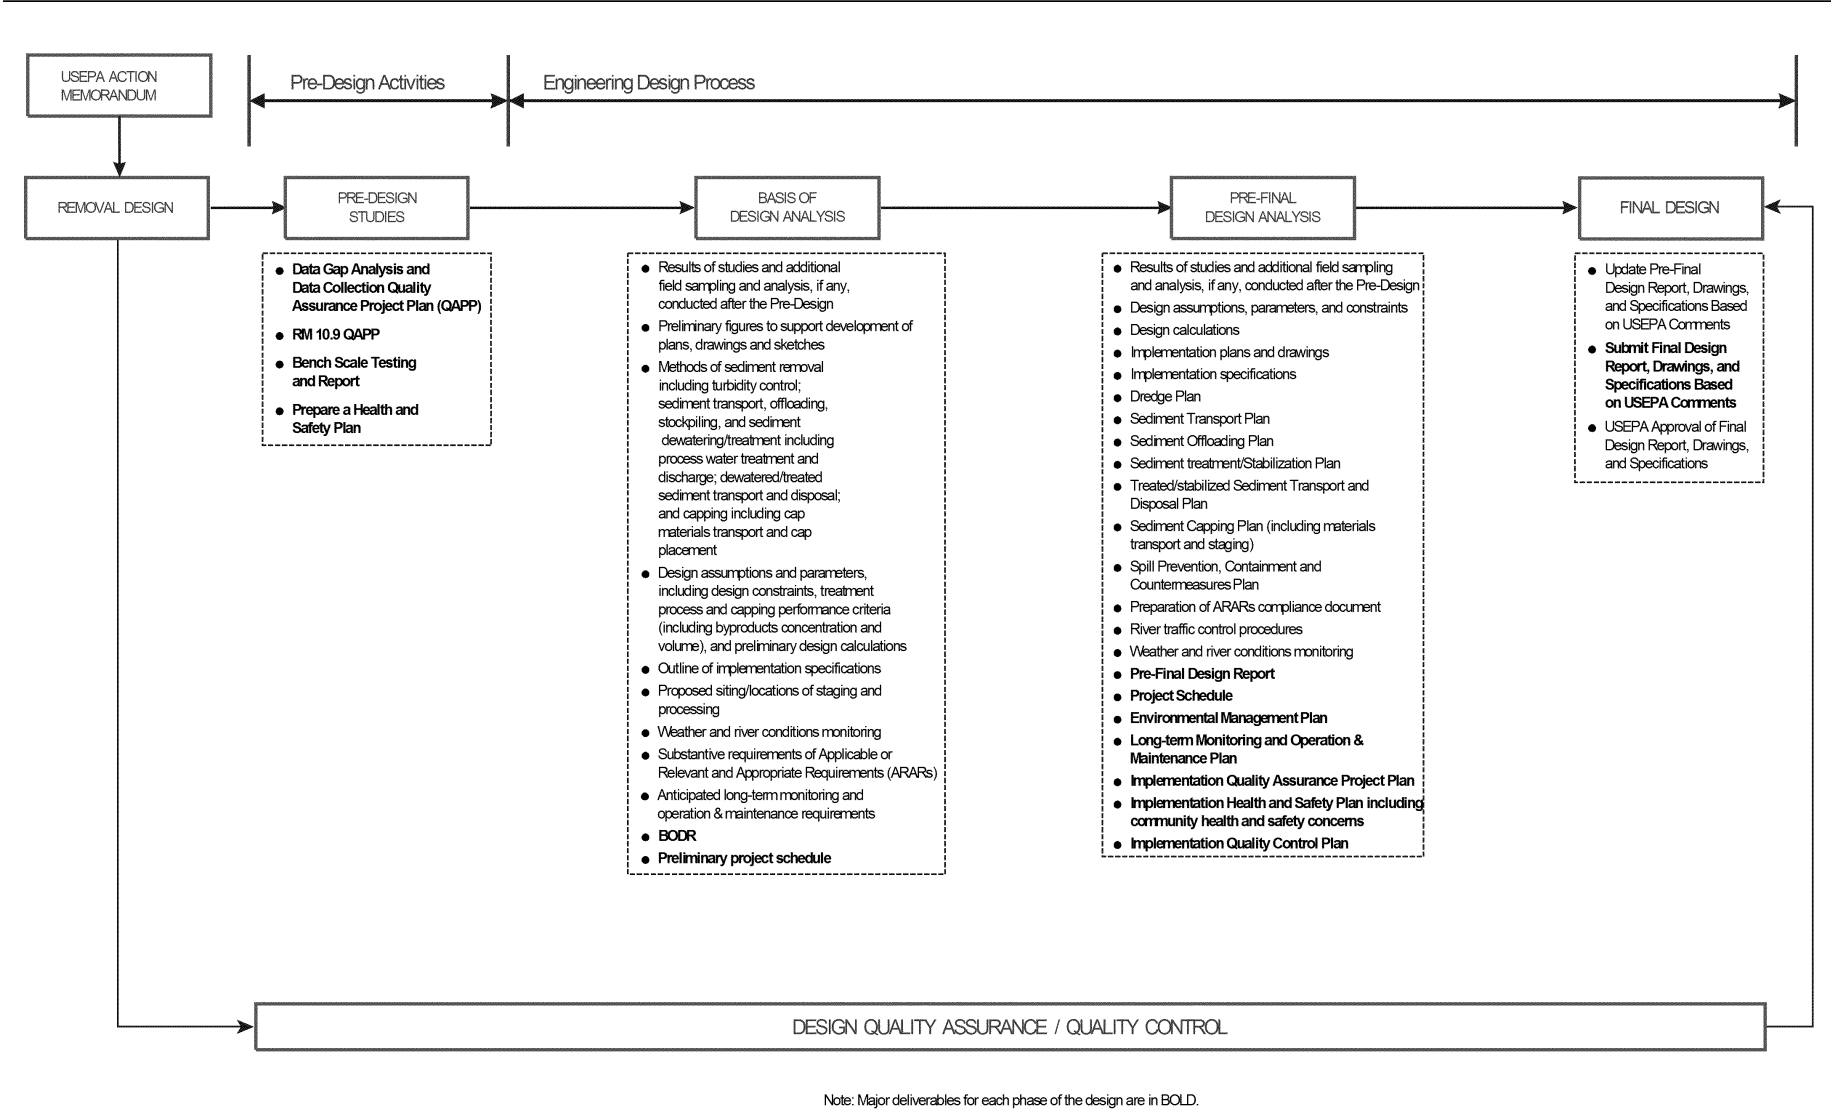 USEPA ACTION
MEMORANDUM
Pre-Design Activities
Engineering Design Process
REMOVAL DESIGN
PRE-DESIGN
STUDIES
BASIS OF
DESIGN ANALYSIS
PRE-FINAL
DESIGN ANALYSIS
FINAL DESIGN
● Data Gap Analysis and
Data Collection Quality
Assurance Project Plan (QAPP)
● RM 10.9 QAPP
● Bench Scale Testing
and Report
● Prepare a Health and
Safety Plan
● Results of studies and additional
field sampling and analysis, if any,
conducted after the Pre-Design
● Preliminary figures to support development of
plans, drawings and sketches
● Methods of sediment removal
including turbidity control;
sediment transport, offloading,
stockpiling, and sediment
dewatering/treatment including
process water treatment and
discharge; dewatered/treated
sediment transport and disposal;
and capping including cap
materials transport and cap
placement
● Design assumptions and parameters,
including design constraints, treatment
process and capping performance criteria
(including byproducts concentration and
volume), and preliminary design calculations
● Outline of implementation specifications
● Proposed siting/locations of staging and
processing
● Weather and river conditions monitoring
● Substantive requirements of Applicable or
Relevant and Appropriate Requirements (ARARs)
● Anticipated long-term monitoring and
operation & maintenance requirements
● BODR
● Preliminary project schedule
● Results of studies and additional field sampling
and analysis, if any, conducted after the Pre-Design
● Design assumptions, parameters, and constraints
● Design calculations
● Implementation plans and drawings
● Implementation specifications
● Dredge Plan
● Sediment Transport Plan
● Sediment Offloading Plan
● Sediment treatment/Stabilization Plan
● Treated/stabilized Sediment Transport and
Disposal Plan
● Sediment Capping Plan (including materials
transport and staging)
● Spill Prevention, Containment and
Countermeasures Plan
● Preparation of ARARs compliance document
● River traffic control procedures
● Weather and river conditions monitoring
● Pre-Final Design Report
● Project Schedule
● Environmental Management Plan
● Long-term Monitoring and Operation &
Maintenance Plan
● Implementation Quality Assurance Project Plan
● Implementation Health and Safety Plan including
community health and safety concerns
● Implementation Quality Control Plan
● Update Pre-Final
Design Report, Drawings,
and Specifications Based
on USEPA Comments
● Submit Final Design
Report, Drawings, and
Specifications Based
on USEPA Comments
● USEPA Approval of Final
Design Report, Drawings,
and Specifications
DESIGN QUALITY ASSURANCE / QUALITY CONTROL
Note: Major deliverables for each phase of the design are in BOLD.